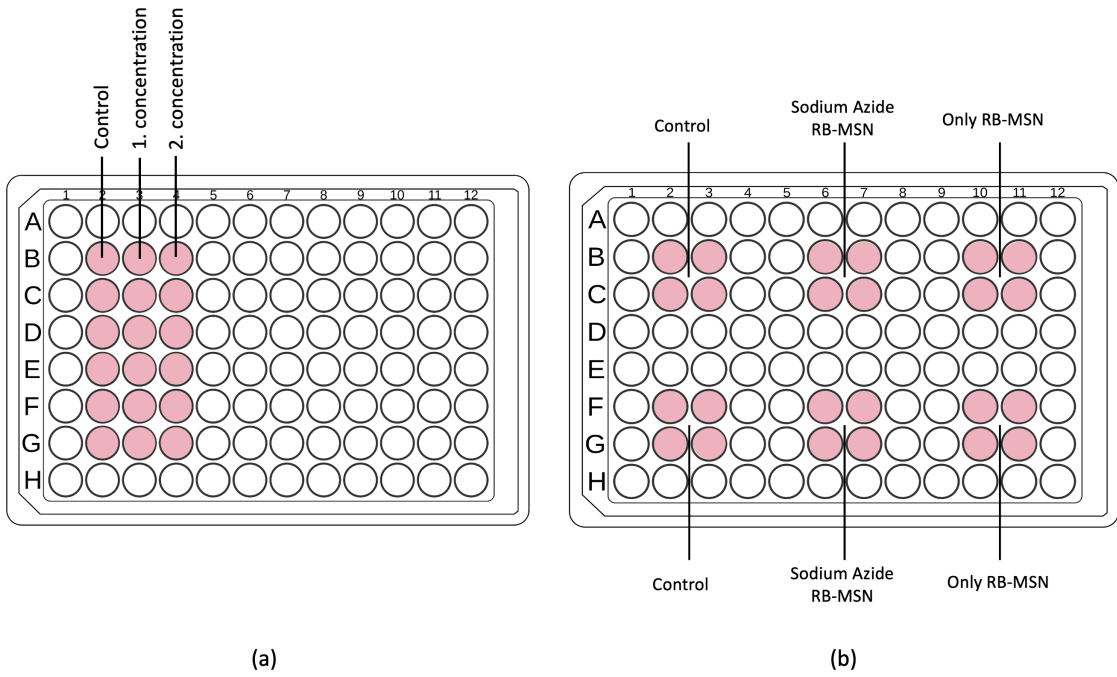 Control
1. concentration
2. concentration
1 2 3 4 5 6 7 8 9 10 11 12
A
B
C
D
E
F
G
H
(a)
Control
Sodium Azide
RB-MSN
Only RB-MSN
1 2 3 4 5 6 7 8 9 10 11 12
A
B
C
D
E
F
G
H
Control
Sodium Azide
RB-MSN
Only RB-MSN
(b)